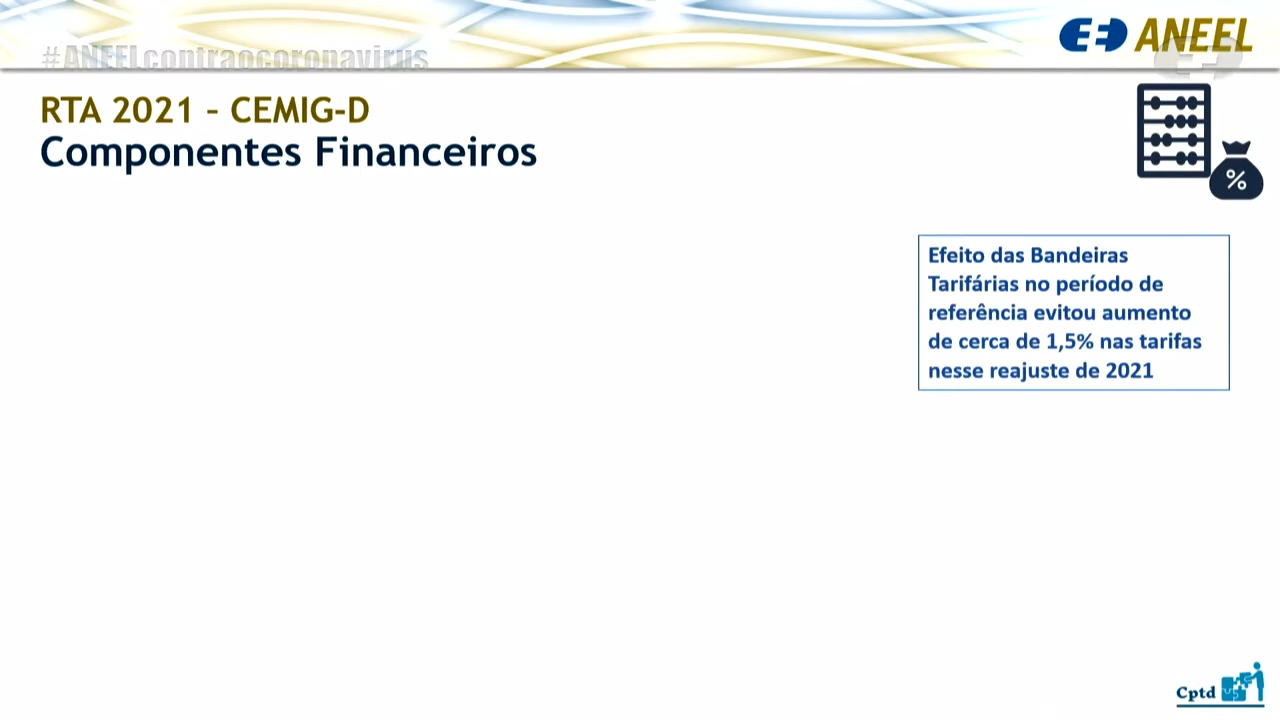 ANEEL
#ANEELcontraocoronavirus
RTA 2021 – CEMIG-D
Componentes Financeiros
%
Efeito das Bandeiras
Tarifárias no período de
referência evitou aumento
de cerca de 1,5% nas tarifas
nesse reajuste de 2021
Cptd